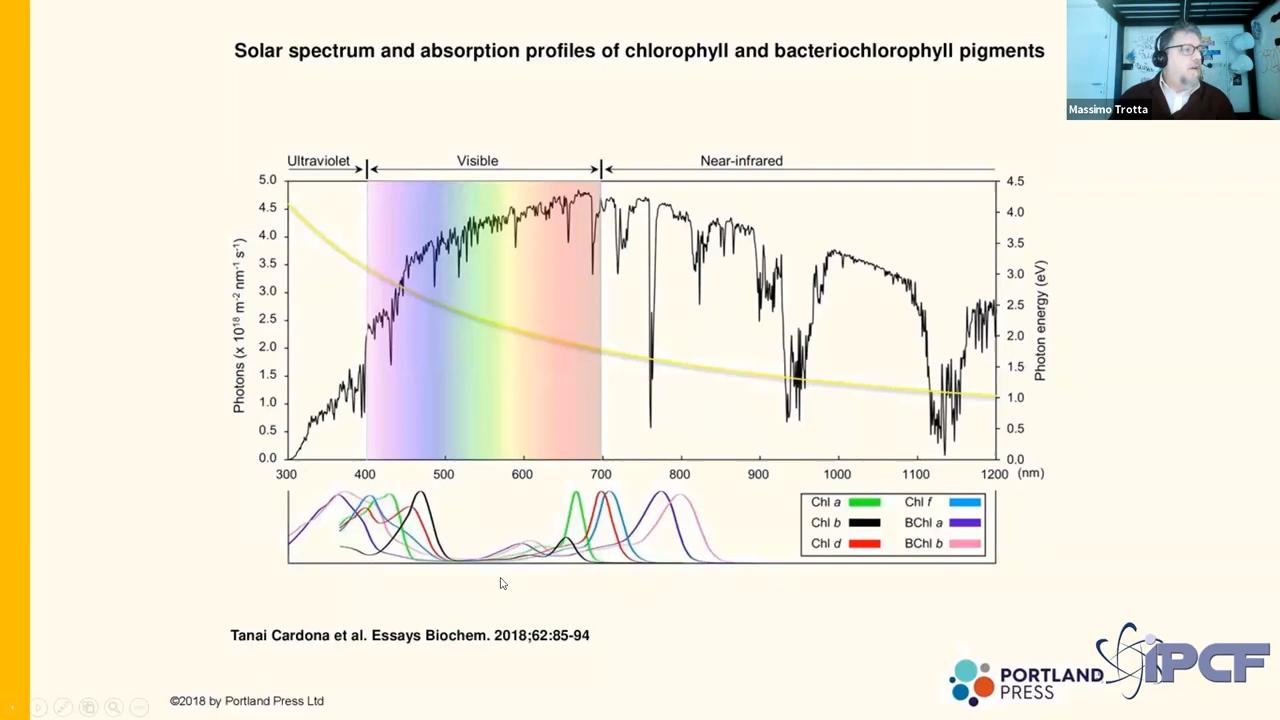 Solar spectrum and absorption profiles of chlorophyll and bacteriochlorophyll pigments
Massimo Trotta
Ultraviolet
Visible
Near-infrared
Photons (x 10¹⁸ m⁻² nm⁻¹ s⁻¹)
5.0
4.5
4.0
3.5
3.0
2.5
2.0
1.5
1.0
0.5
0.0
4.5
4.0
3.5
3.0
2.5
2.0
1.5
1.0
0.5
0.0
Photon energy (eV)
300 400 500 600 700 800 900 1000 1100 1200 (nm)
Chl a Chl f
Chl b BChl a
Chl d BChl b
Tanai Cardona et al. Essays Biochem. 2018;62:85-94
PORTLAND
PRESS
iPCF
©2018 by Portland Press Ltd